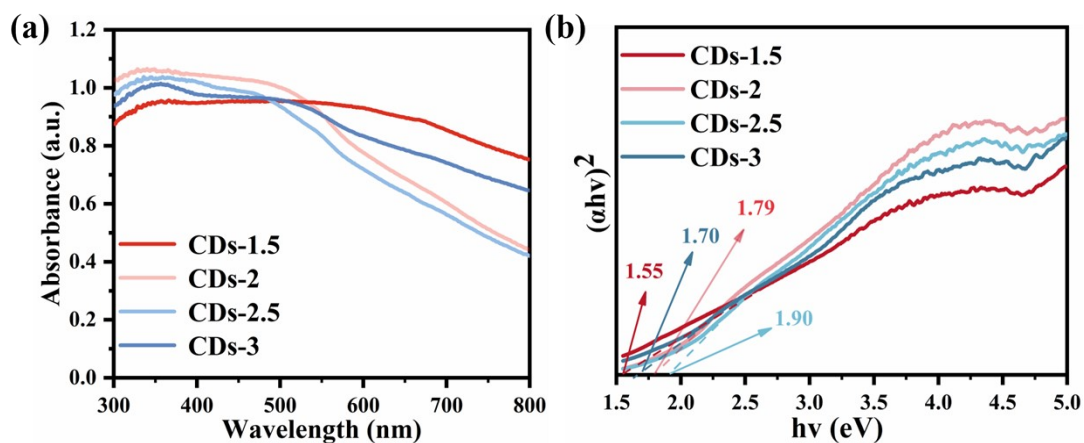 (a)
Absorbance (a.u.)
1.2
1.0
0.8
0.6
0.4
0.2
0.0
CDs-1.5
CDs-2
CDs-2.5
CDs-3
300 400 500 600 700 800
Wavelength (nm)
(b)
(αhν)2
CDs-1.5
CDs-2
CDs-2.5
CDs-3
1.55
1.70
1.79
1.90
1.5 2.0 2.5 3.0 3.5 4.0 4.5 5.0
hν (eV)